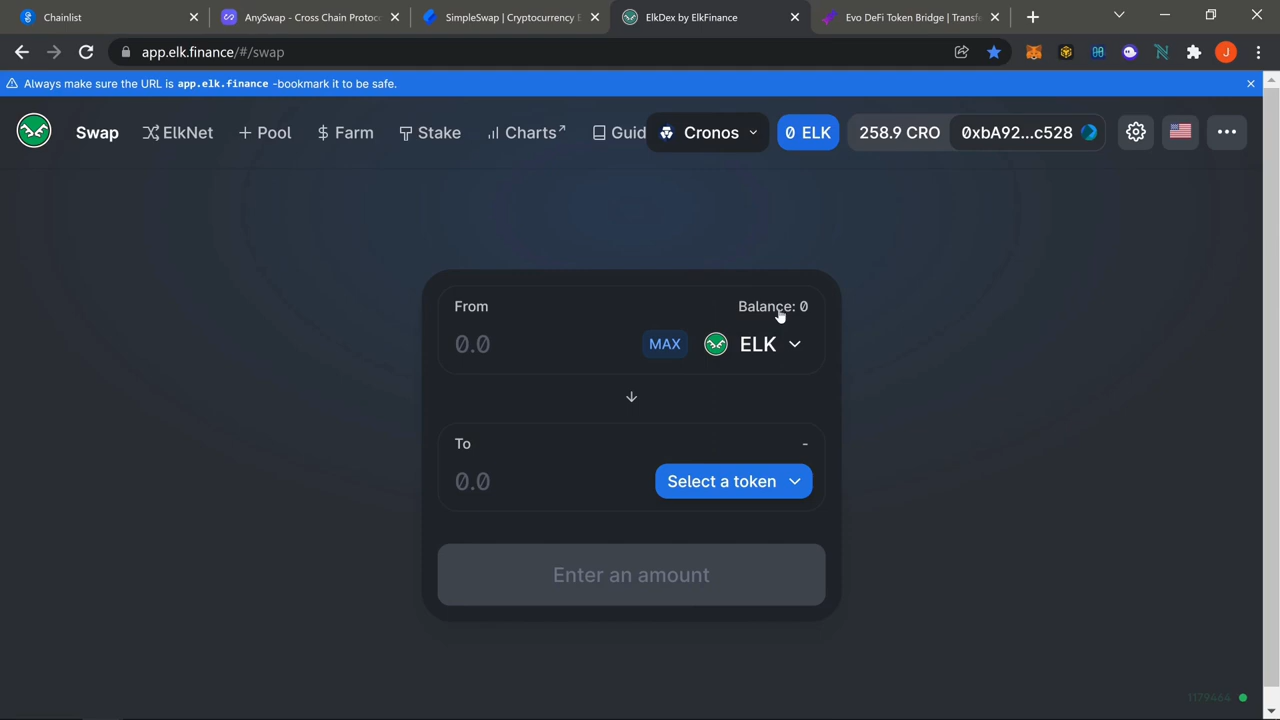 Chainlist
AnySwap - Cross Chain Protoc
SimpleSwap | Cryptocurrency E
ElkDex by ElkFinance
Evo DeFi Token Bridge | Transf
app.elk.finance/#/swap
J
Always make sure the URL is app.elk.finance -bookmark it to be safe.
Swap
ElkNet
+ Pool
$ Farm
Stake
Charts↗
Guid
Cronos
0 ELK
258.9 CRO
0xbA92...c528
From
Balance: 0
0.0
MAX
ELK
To
-
0.0
Select a token
Enter an amount
1179464